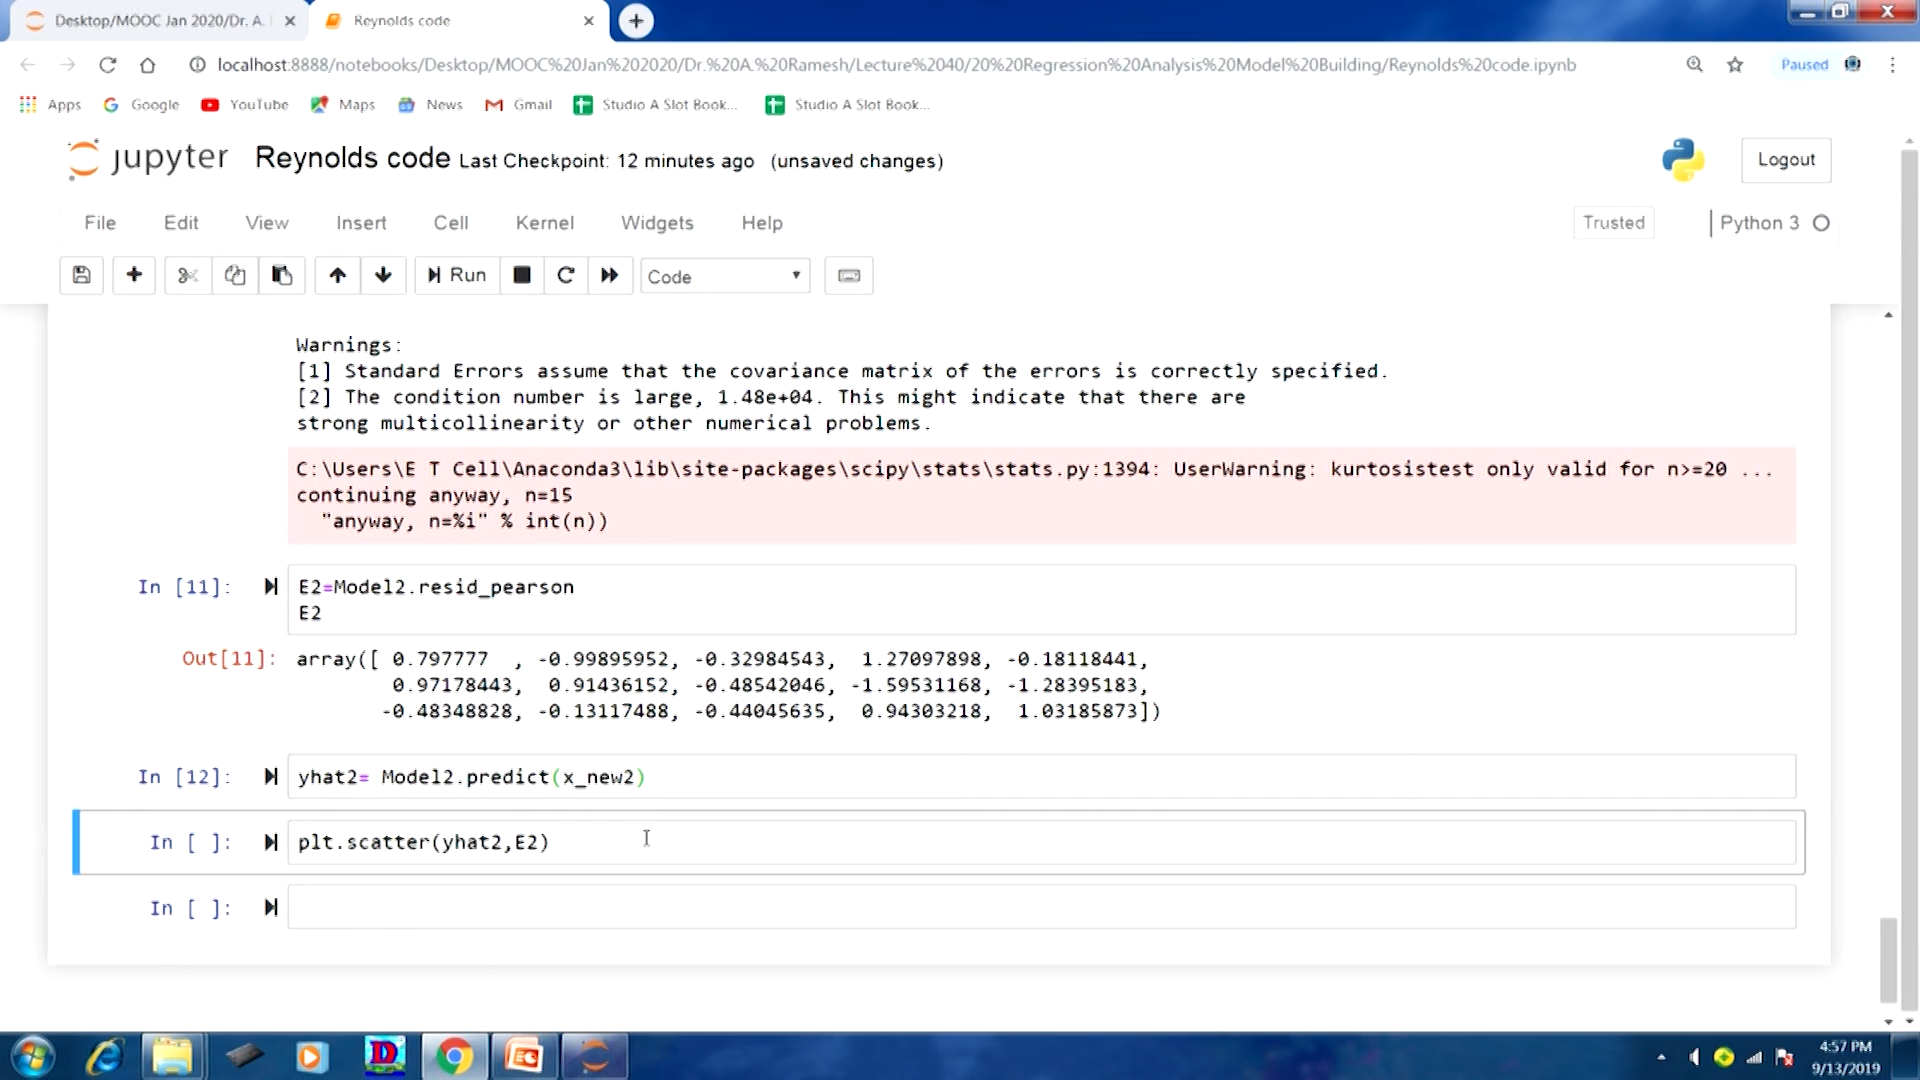 Desktop/MOOC Jan 2020/Dr. A.
Reynolds code
localhost:8888/notebooks/Desktop/MOOC%20Jan%202020/Dr.%20A.%20Ramesh/Lecture%2040/20%20Regression%20Analysis%20Model%20Building/Reynolds%20code.ipynb
Paused
Apps Google YouTube Maps News Gmail Studio A Slot Book... Studio A Slot Book...
jupyter Reynolds code Last Checkpoint: 12 minutes ago (unsaved changes)
Logout
File Edit View Insert Cell Kernel Widgets Help
Trusted
Python 3
Run
Code
Warnings:
[1] Standard Errors assume that the covariance matrix of the errors is correctly specified.
[2] The condition number is large, 1.48e+04. This might indicate that there are
strong multicollinearity or other numerical problems.
C:\Users\E T Cell\Anaconda3\lib\site-packages\scipy\stats\stats.py:1394: UserWarning: kurtosistest only valid for n>=20 ...
continuing anyway, n=15
"anyway, n=%i" % int(n))
In [11]: E2=Model2.resid_pearson
E2
Out[11]: array([ 0.797777 , -0.99895952, -0.32984543, 1.27097898, -0.18118441,
0.97178443, 0.91436152, -0.48542046, -1.59531168, -1.28395183,
-0.48348828, -0.13117488, -0.44045635, 0.94303218, 1.03185873])
In [12]: yhat2= Model2.predict(x_new2)
In [ ]: plt.scatter(yhat2,E2)
In [ ]:
4:57 PM
9/13/2019